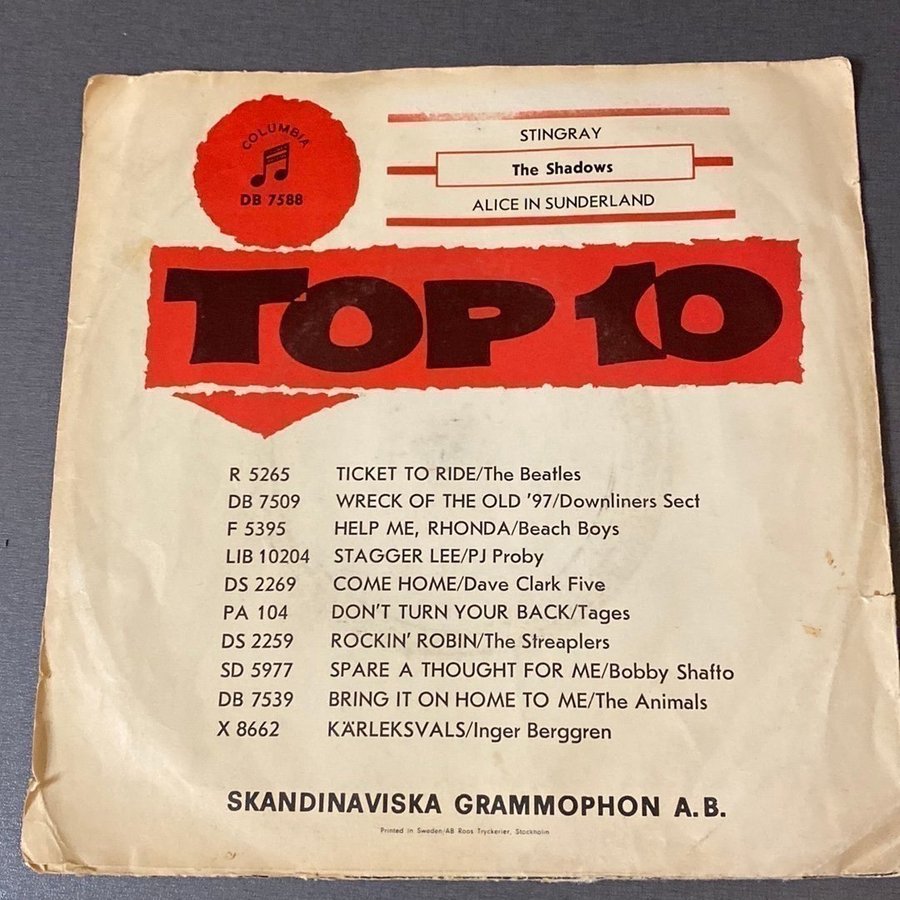 COLUMBIA
DB 7588
STINGRAY
The Shadows
ALICE IN SUNDERLAND
TOP 10
R 5265 TICKET TO RIDE/The Beatles
DB 7509 WRECK OF THE OLD '97/Downliners Sect
F 5395 HELP ME, RHONDA/Beach Boys
LIB 10204 STAGGER LEE/PJ Proby
DS 2269 COME HOME/Dave Clark Five
PA 104 DON'T TURN YOUR BACK/Tages
DS 2259 ROCKIN' ROBIN/The Streaplers
SD 5977 SPARE A THOUGHT FOR ME/Bobby Shafto
DB 7539 BRING IT ON HOME TO ME/The Animals
X 8662 KÄRLEKSVALS/Inger Berggren
SKANDINAVISKA GRAMMOPHON A.B.
Printed in Sweden/AB Roos Tryckerier, Stockholm